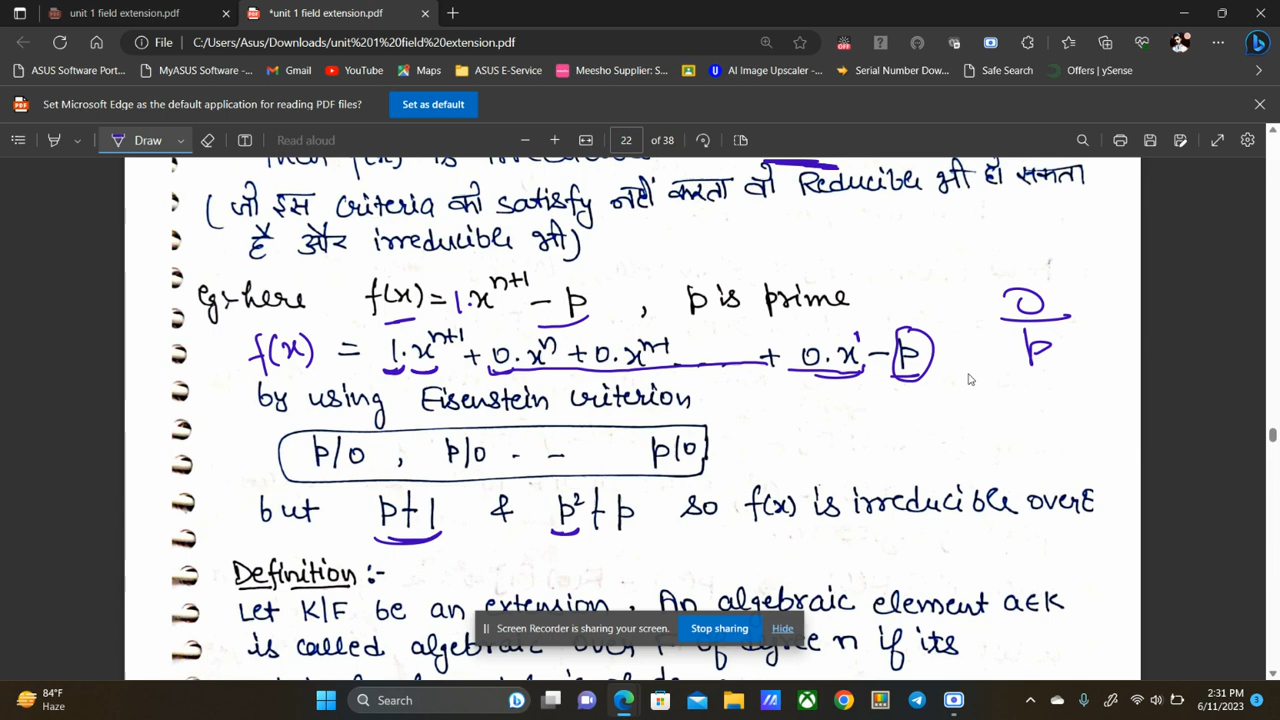 unit 1 field extension.pdf
*unit 1 field extension.pdf
File
C:/Users/Asus/Downloads/unit%201%20field%20extension.pdf
ASUS Software Port...
MyASUS Software -...
Gmail
YouTube
Maps
ASUS E-Service
Meesho Supplier: S...
AI Image Upscaler -...
Serial Number Dow...
Safe Search
Offers | ySense
Set Microsoft Edge as the default application for reading PDF files?
Set as default
Draw
Read aloud
22 of 38
(जो इस criteria को satisfy नहीं करता वो Reducible भी हो सकता
है और irreducible भी)
eg:- here f(x) = 1·x^{n+1} - p , p is prime
0/p
f(x) = 1·x^{n+1} + 0·x^n + 0·x^{n-1} ........ + 0·x^1 - p
by using Eisenstein criterion
p|0 , p|0 . - - p|0
but p∤1 & p²∤p so f(x) is irreducible over
Definition :-
Let K|F be an extension. An algebraic element a∈K
is called algebraic over F of degree n if its
Screen Recorder is sharing your screen.
Stop sharing
Hide
84°F
Haze
Search
2:31 PM
6/11/2023
3